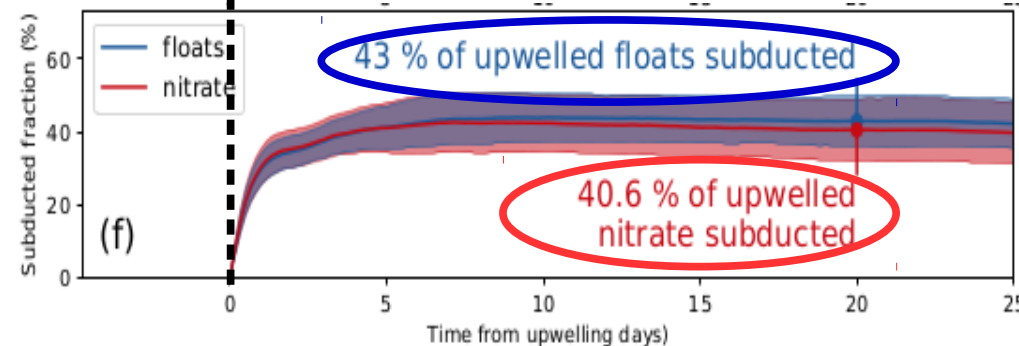 Subducted fraction (%)
60
40
20
0
floats
nitrate
43 % of upwelled floats subducted
40.6 % of upwelled
nitrate subducted
(f)
0 5 10 15 20 25
Time from upwelling days)